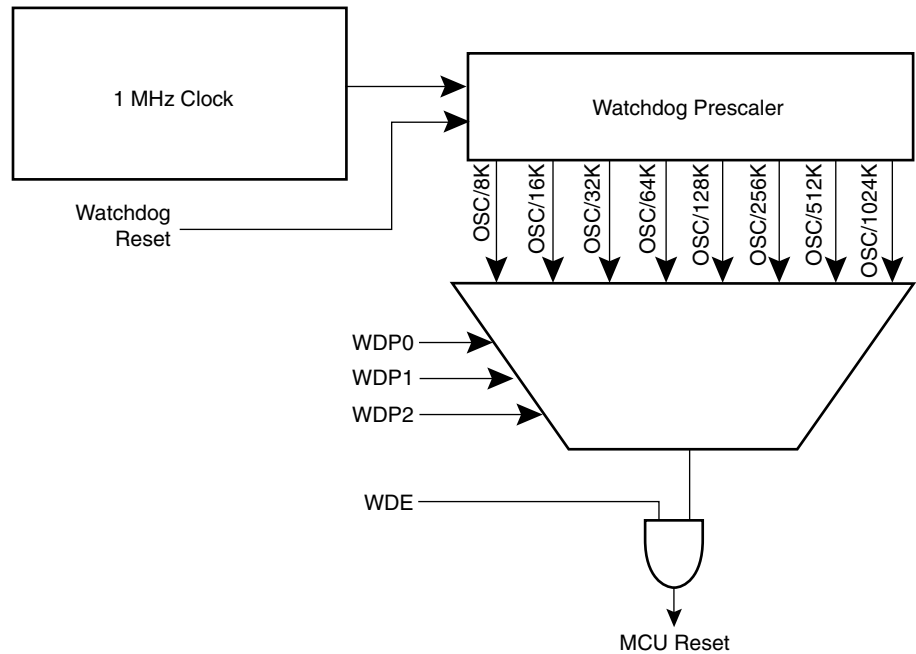 1 MHz Clock
Watchdog Prescaler
Watchdog
Reset
OSC/8K
OSC/16K
OSC/32K
OSC/64K
OSC/128K
OSC/256K
OSC/512K
OSC/1024K
WDP0
WDP1
WDP2
WDE
MCU Reset